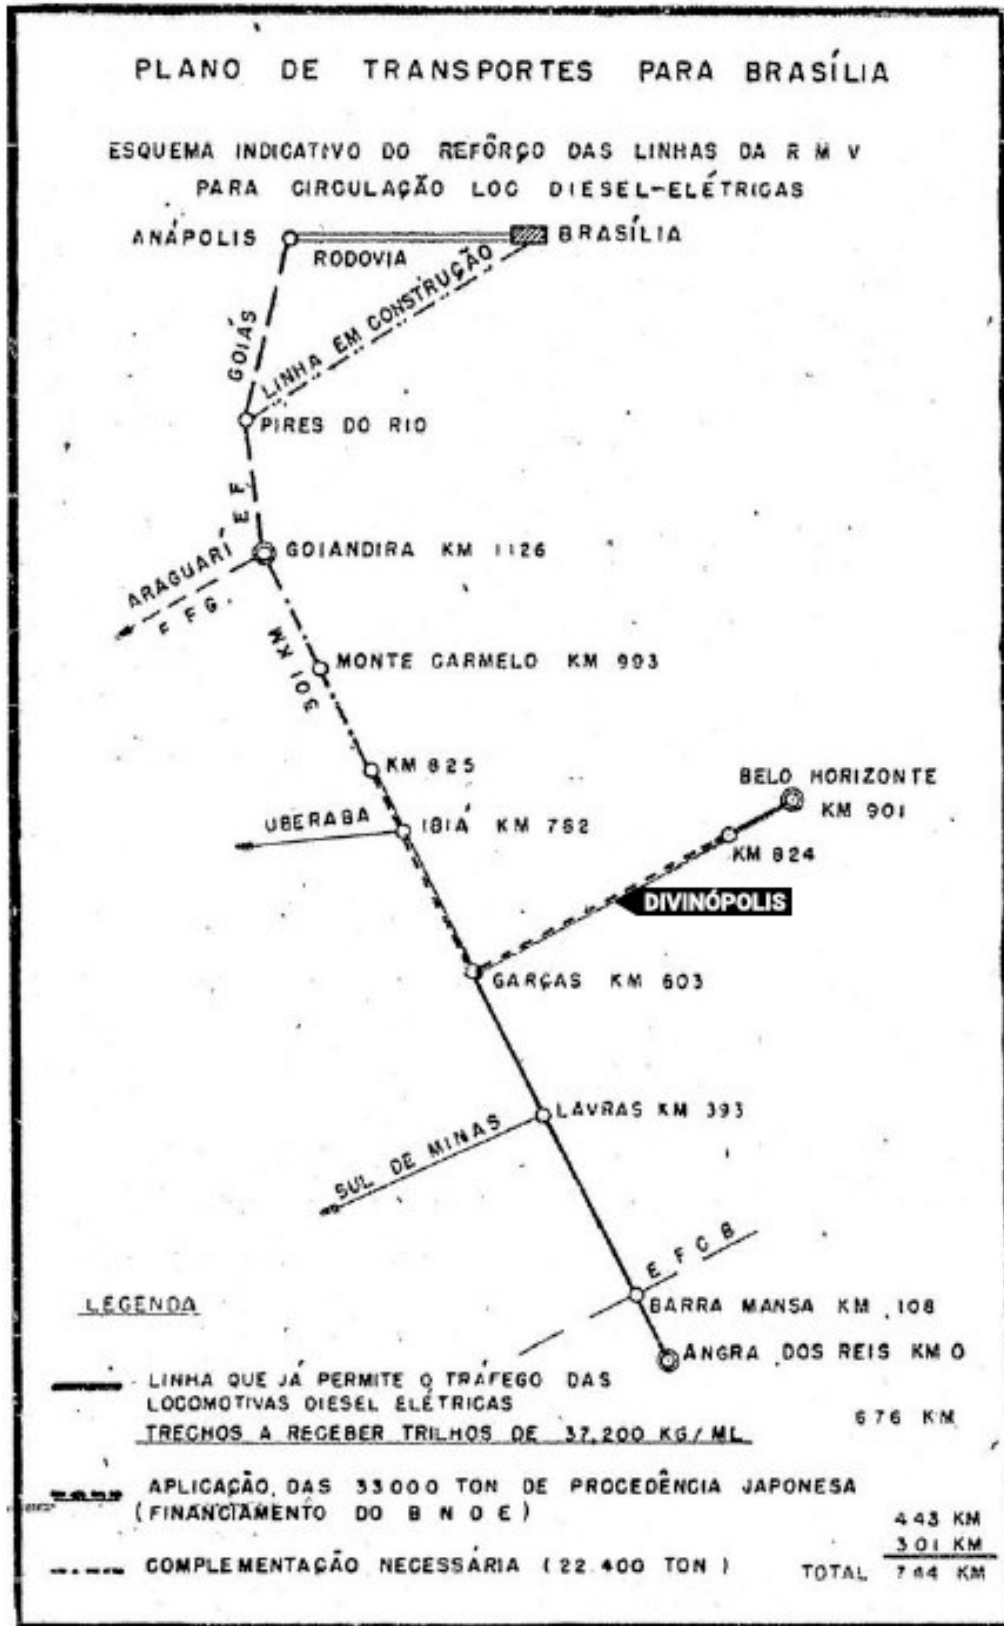 PLANO DE TRANSPORTES PARA BRASÍLIA
ESQUEMA INDICATIVO DO REFÔRÇO DAS LINHAS DA R M V
PARA CIRCULAÇÃO LOC DIESEL-ELÉTRICAS
ANÁPOLIS
BRASÍLIA
RODOVIA
GOIÁS
LINHA EM CONSTRUÇÃO
PIRES DO RIO
E F
GOIANDIRA KM 1126
ARAGUARÍ
F F G.
301 KM
MONTE CARMELO KM 993
KM 825
BELO HORIZONTE
KM 901
UBERABA
IBIÁ KM 782
KM 824
DIVINÓPOLIS
GARÇAS KM 603
LAVRAS KM 393
SUL DE MINAS
E F C B
LEGENDA
BARRA MANSA KM 108
ANGRA DOS REIS KM 0
LINHA QUE JÁ PERMITE O TRÁFEGO DAS
LOCOMOTIVAS DIESEL ELÉTRICAS
676 KM
TRECHOS A RECEBER TRILHOS DE 37,200 KG/ML
APLICAÇÃO, DAS 33000 TON DE PROCEDÊNCIA JAPONESA
(FINANCIAMENTO DO B N D E)
443 KM
301 KM
COMPLEMENTAÇÃO NECESSÁRIA (22.400 TON)
TOTAL 744 KM